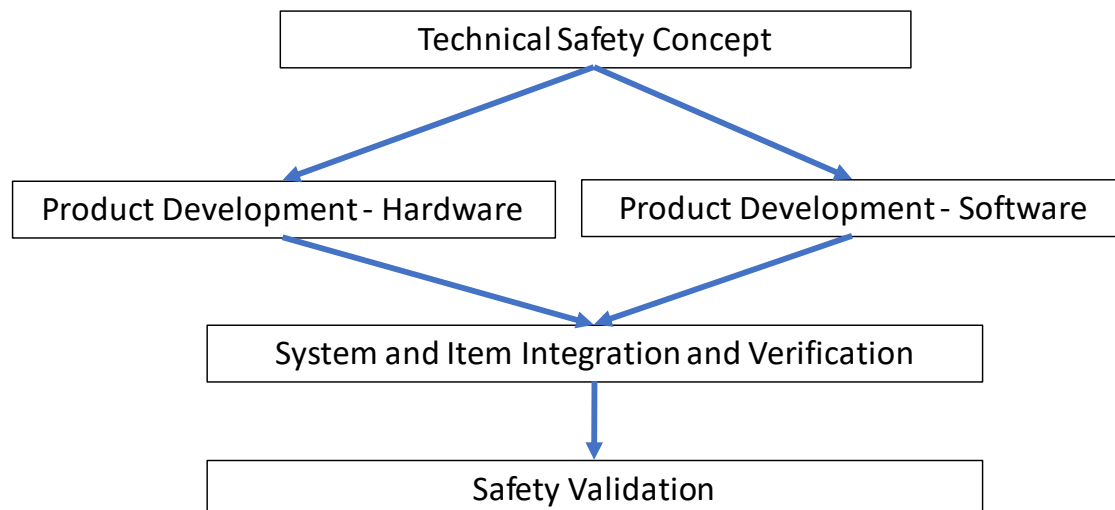 Technical Safety Concept
Product Development - Hardware
Product Development - Software
System and Item Integration and Verification
Safety Validation